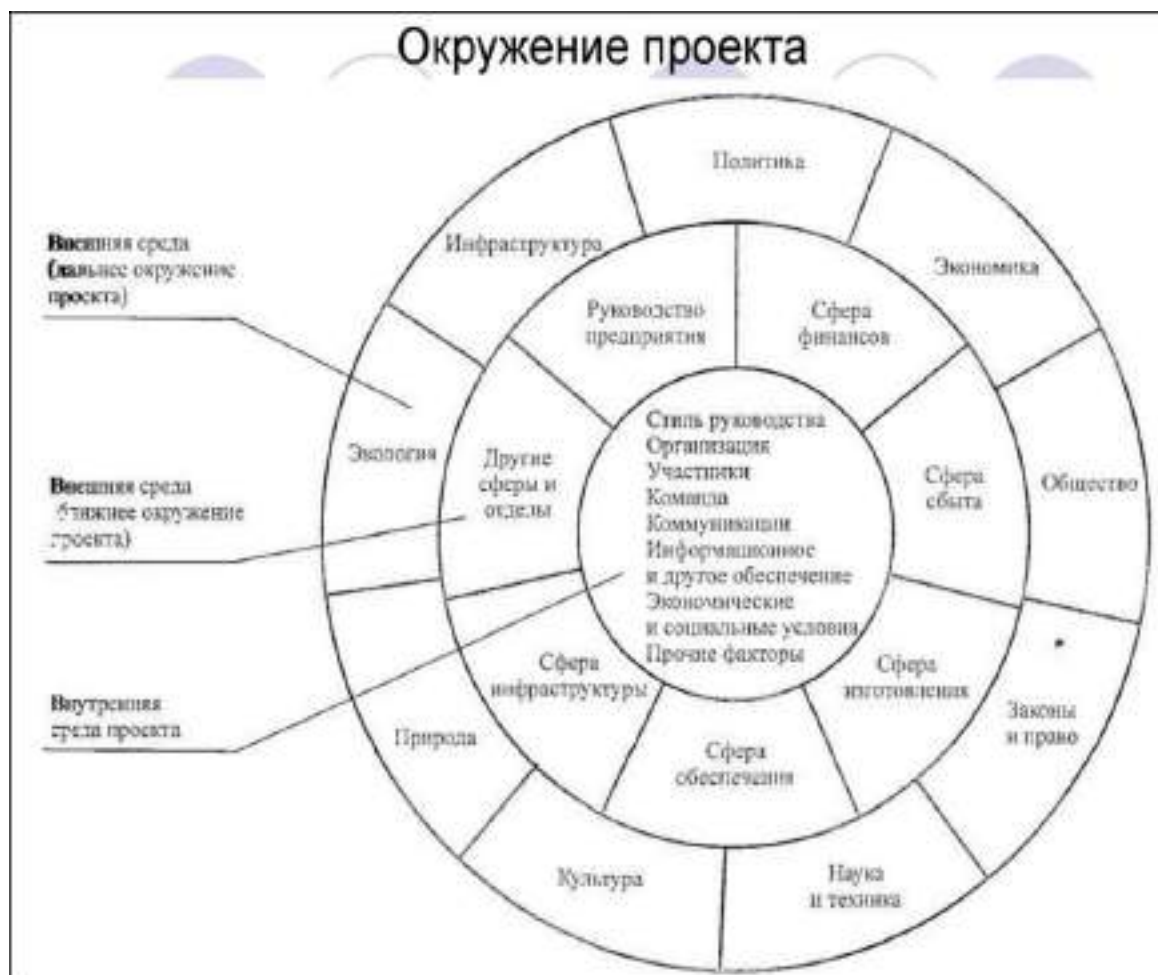 Окружение проекта
Политика
Инфраструктура
Экономика
Внешняя среда
(дальнее окружение
проекта)
Руководство
предприятия
Сфера
финансов
Экология
Другие
сферы и
отделы
Стиль руководства
Организация
Участники
Команда
Коммуникации
Информационное
и другое обеспечение
Экономические
и социальные условия
Прочие факторы
Сфера
сбыта
Общество
Внешняя среда
ближнее окружение
проекта)
Сфера
инфраструктуры
Сфера
изготовления
Внутренняя
среда проекта
Природа
Сфера
обеспечения
Законы
и право
Культура
Наука
и техника